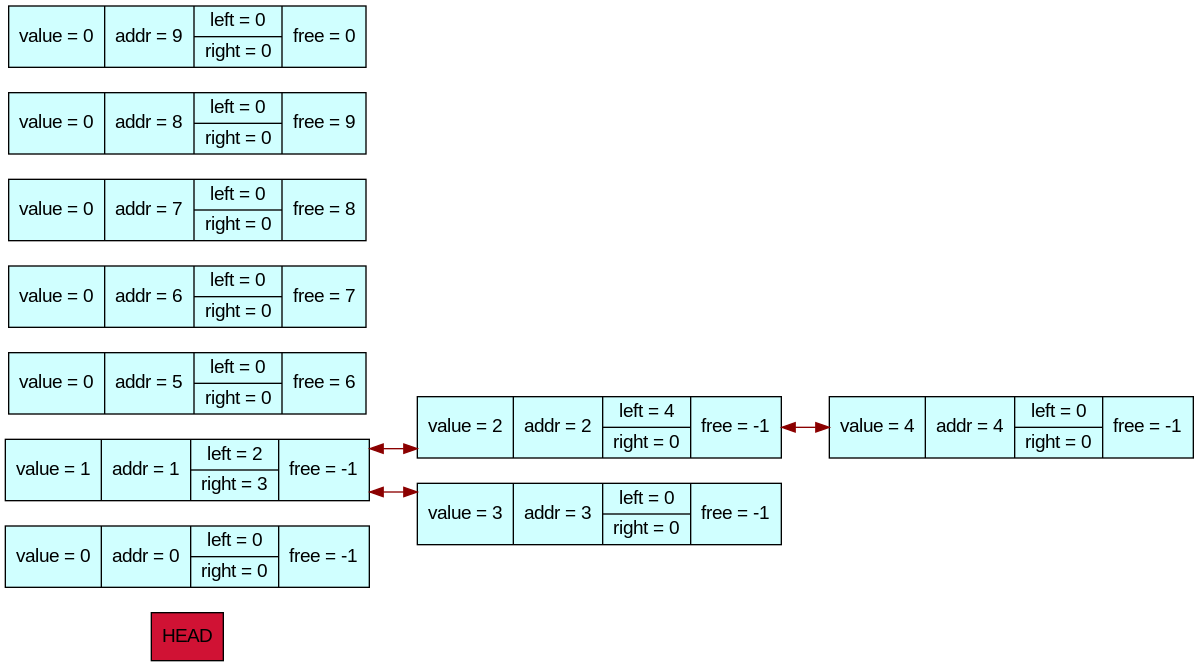 value = 0 addr = 9 left = 0 free = 0
right = 0
value = 0 addr = 8 left = 0 free = 9
right = 0
value = 0 addr = 7 left = 0 free = 8
right = 0
value = 0 addr = 6 left = 0 free = 7
right = 0
value = 0 addr = 5 left = 0 free = 6
right = 0
value = 2 addr = 2 left = 4 free = -1
right = 0
value = 4 addr = 4 left = 0 free = -1
right = 0
value = 1 addr = 1 left = 2 free = -1
right = 3
value = 3 addr = 3 left = 0 free = -1
right = 0
value = 0 addr = 0 left = 0 free = -1
right = 0
HEAD